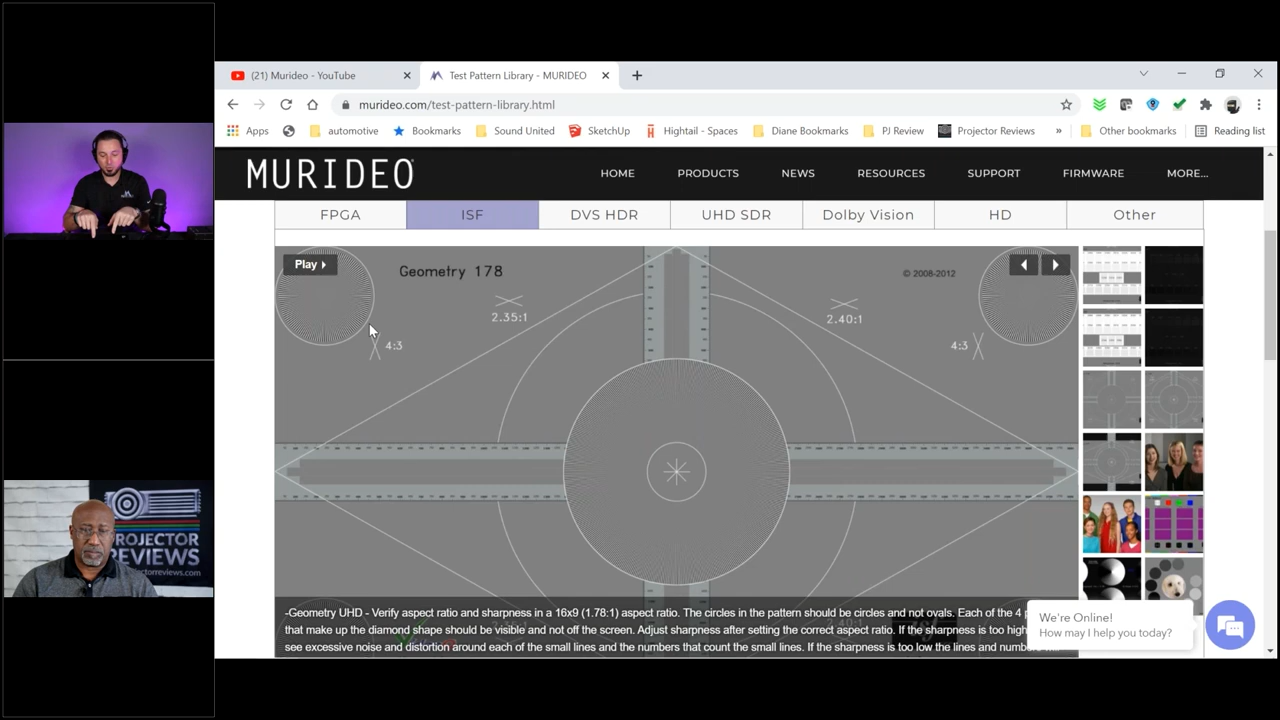 (21) Murideo - YouTube
Test Pattern Library - MURIDEO
murideo.com/test-pattern-library.html
Apps
automotive
Bookmarks
Sound United
SketchUp
Hightail - Spaces
Diane Bookmarks
PJ Review
Projector Reviews
»
Other bookmarks
Reading list
MURIDEO
HOME
PRODUCTS
NEWS
RESOURCES
SUPPORT
FIRMWARE
MORE...
FPGA
ISF
DVS HDR
UHD SDR
Dolby Vision
HD
Other
Play
Geometry 178
© 2008-2012
2.35:1
2.40:1
4:3
4:3
-Geometry UHD - Verify aspect ratio and sharpness in a 16x9 (1.78:1) aspect ratio. The circles in the pattern should be circles and not ovals. Each of the 4
that make up the diamond shape should be visible and not off the screen. Adjust sharpness after setting the correct aspect ratio. If the sharpness is too high
see excessive noise and distortion around each of the small lines and the numbers that count the small lines. If the sharpness is too low the lines and
We're Online!
How may I help you today?
PROJECTOR
REVIEWS